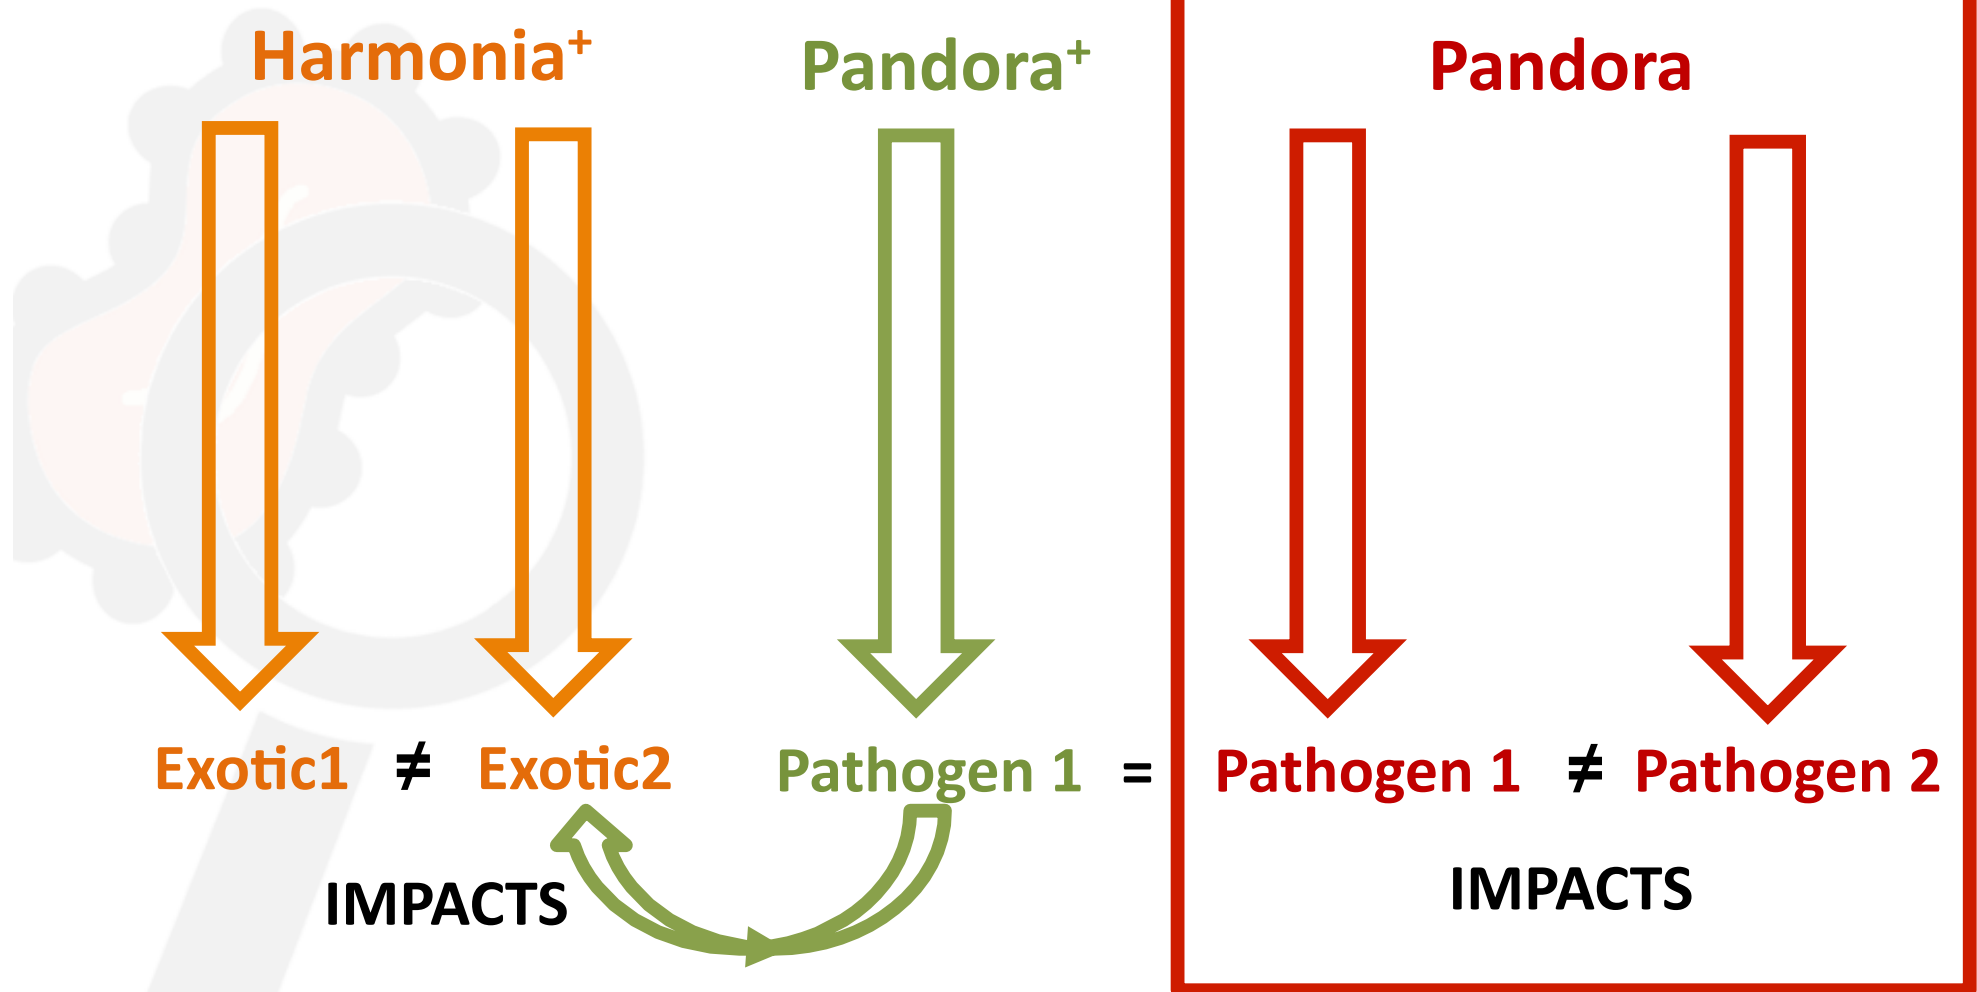 Harmonia⁺ Pandora⁺ Pandora
Exotic1 ≠ Exotic2 Pathogen 1 = Pathogen 1 ≠ Pathogen 2
IMPACTS IMPACTS